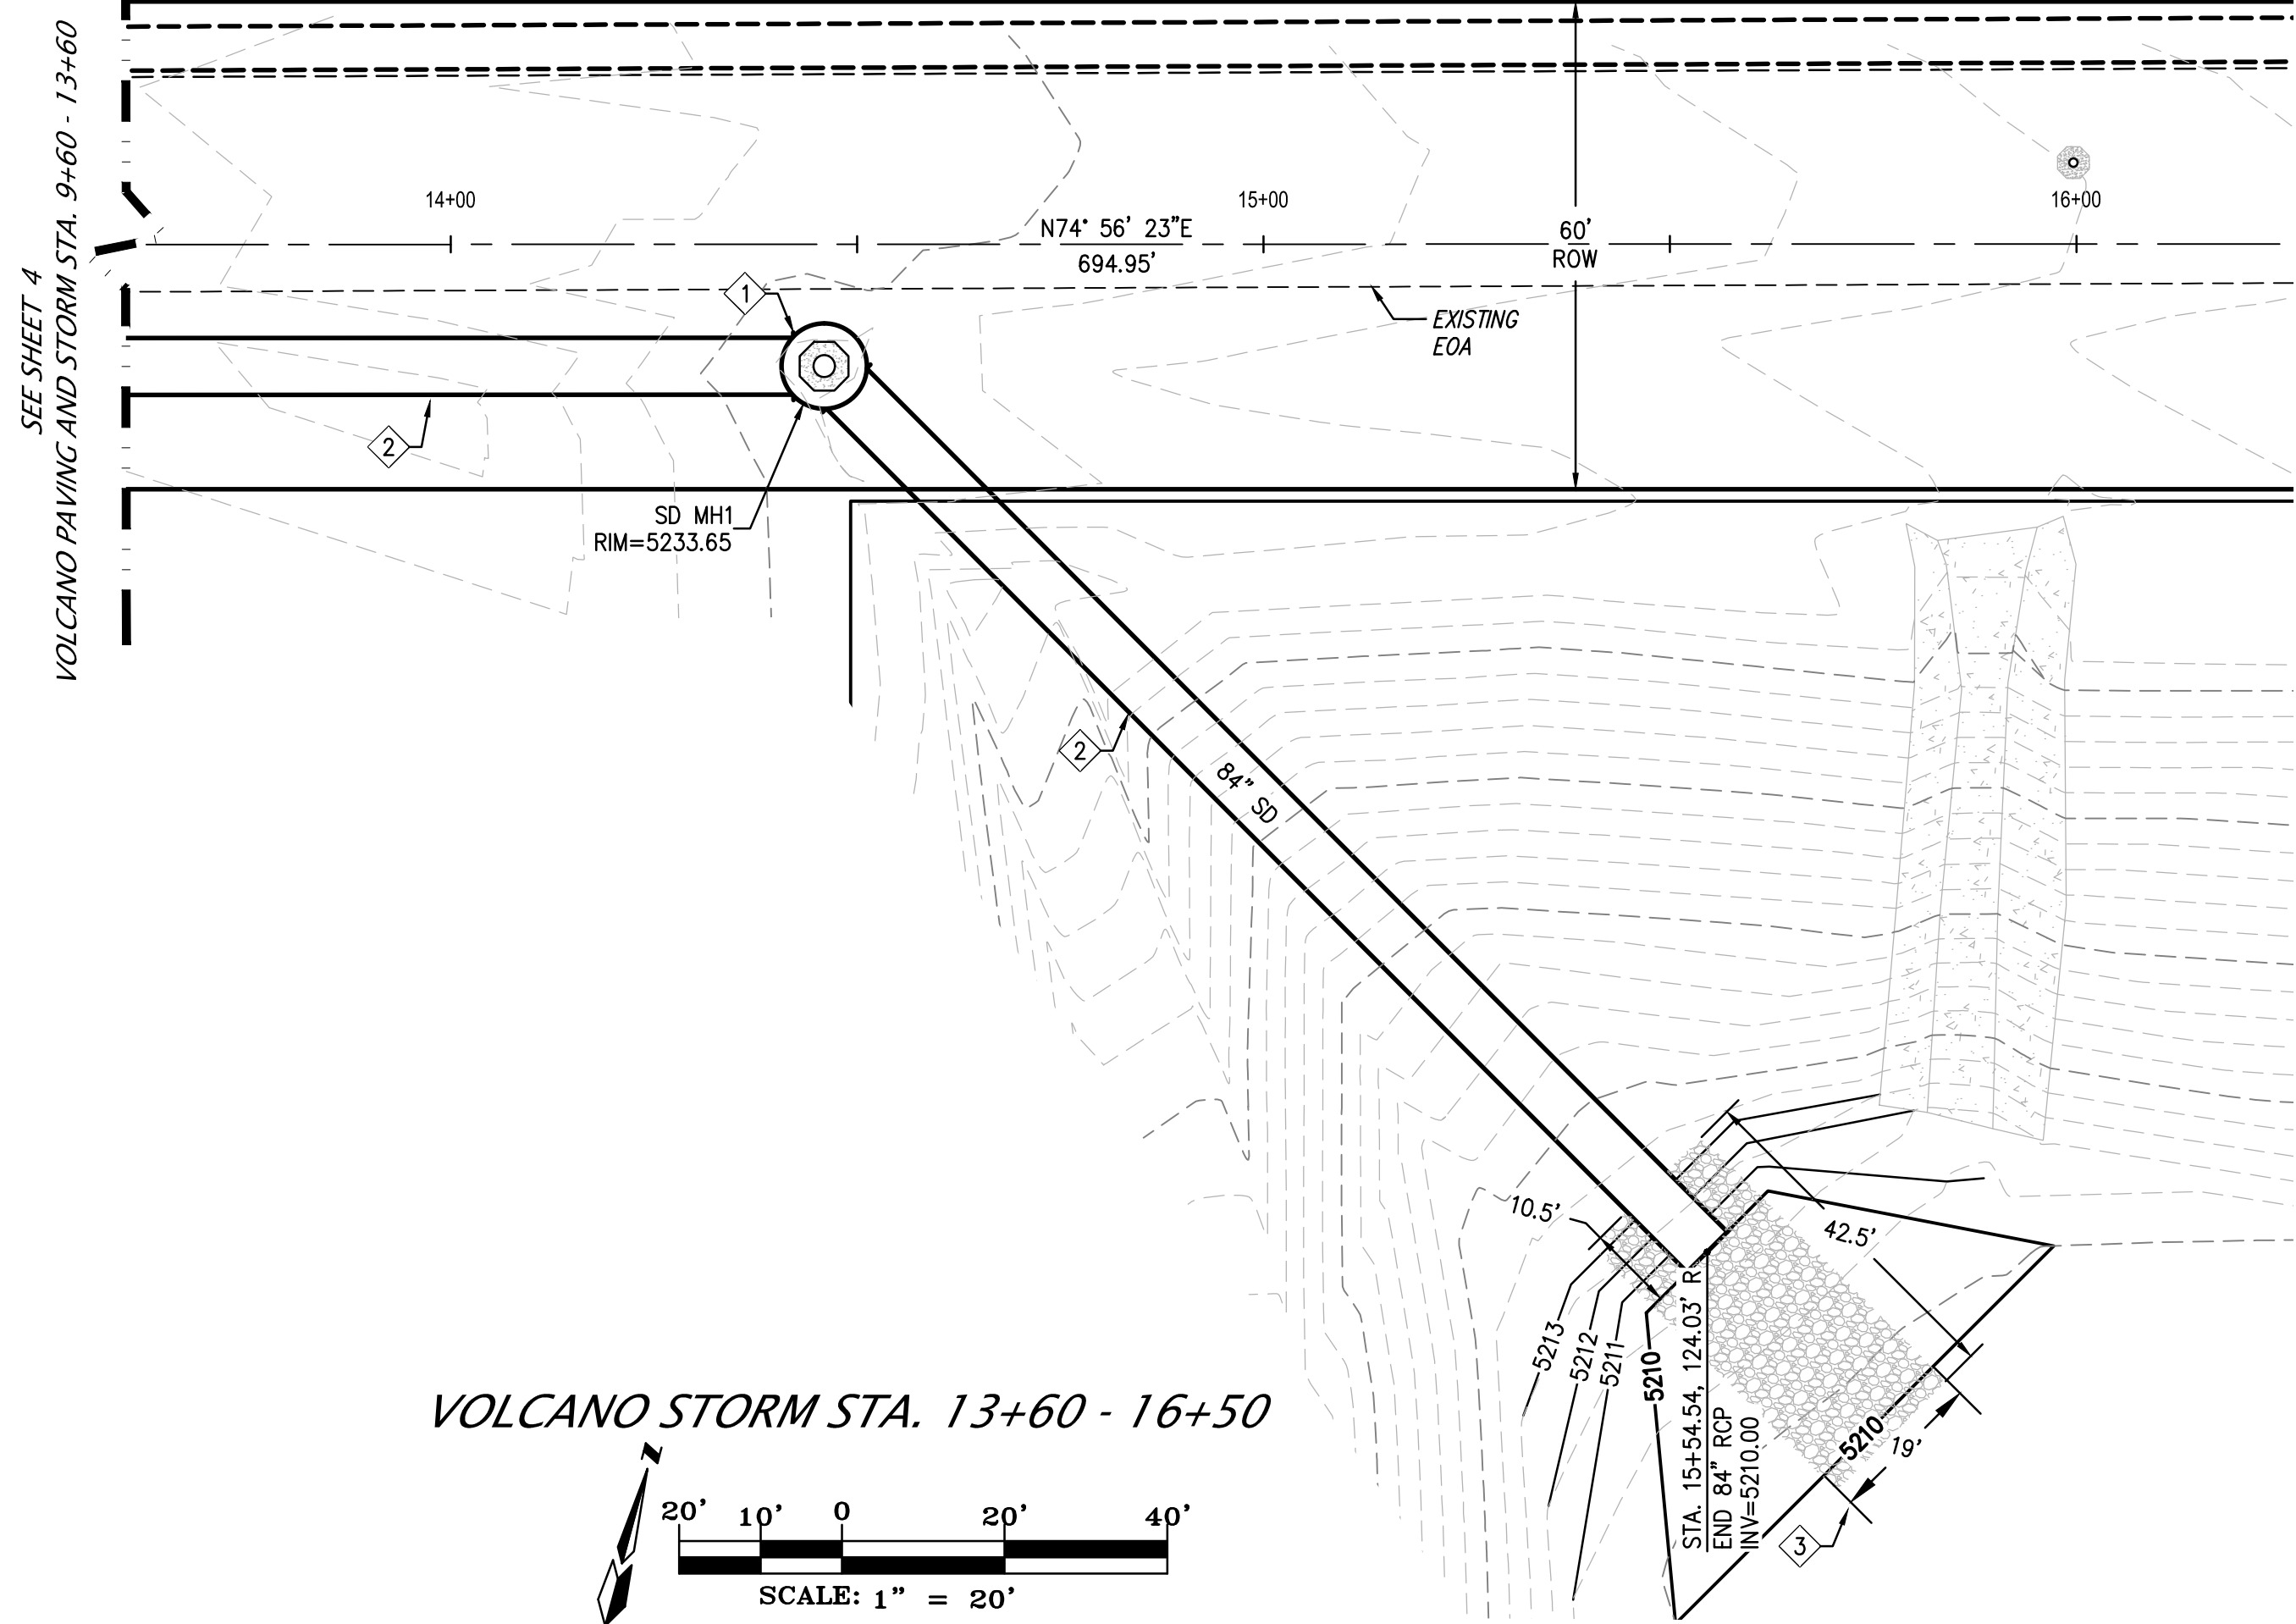 SEE SHEET 4
VOLCANO PAVING AND STORM STA. 9+60 - 13+60
14+00
15+00
16+00
N74° 56' 23"E
694.95'
60'
ROW
1
EXISTING
EOA
2
SD MH1
RIM=5233.65
2
84" SD
10.5'
42.5'
5213
5212
5211
5210
STA. 15+54.54, 124.03' R
END 84" RCP
INV=5210.00
5210
19'
3
VOLCANO STORM STA. 13+60 - 16+50
N
20' 10' 0 20' 40'
SCALE: 1" = 20'